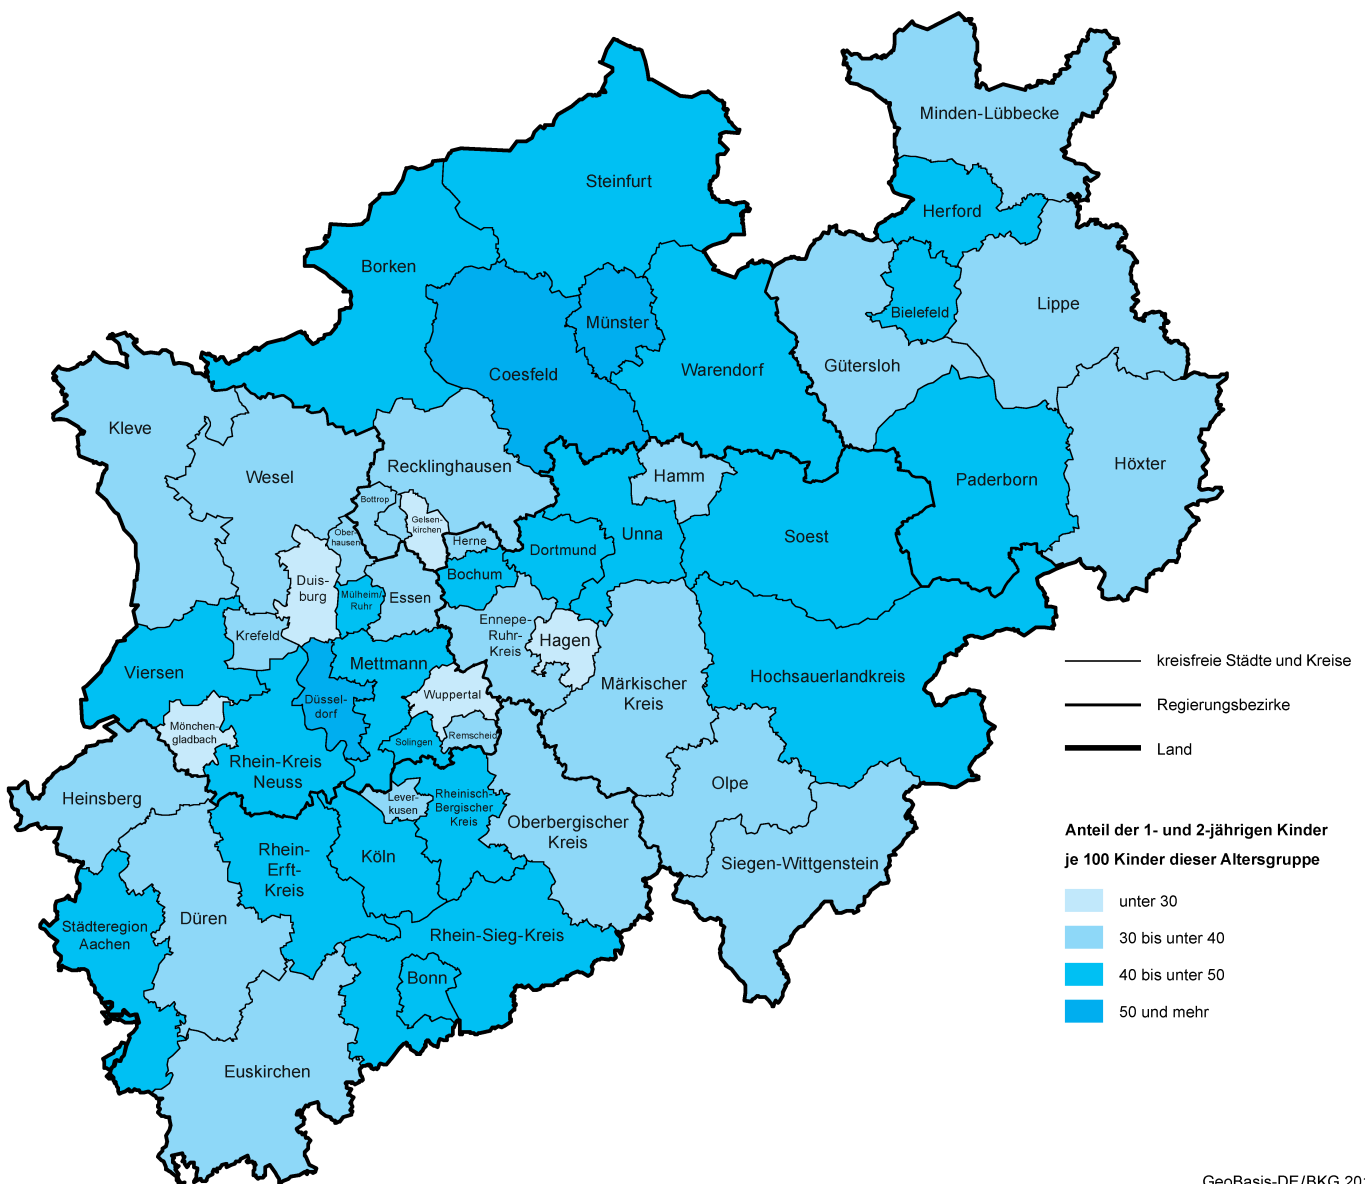 Minden-Lübbecke
Steinfurt
Herford
Borken
Bielefeld
Lippe
Münster
Coesfeld
Warendorf
Gütersloh
Kleve
Höxter
Recklinghausen
Wesel
Hamm
Paderborn
Bottrop
Gelsen-
kirchen
Ober-
hausen
Herne
Unna
Soest
Dortmund
Bochum
Duis-
burg
Mülheim/
Ruhr
Essen
Ennepe-
Ruhr-
Kreis
Hagen
Krefeld
Viersen
Mettmann
Hochsauerlandkreis
Märkischer
Kreis
Wuppertal
Düssel-
dorf
Mönchen-
gladbach
Solingen
Remscheid
Rhein-Kreis
Neuss
Heinsberg
Olpe
Lever-
kusen
Rheinisch-
Bergischer
Kreis
Oberbergischer
Kreis
Rhein-
Erft-
Kreis
Köln
Siegen-Wittgenstein
Düren
Städteregion
Aachen
Rhein-Sieg-Kreis
Bonn
Euskirchen
kreisfreie Städte und Kreise
Regierungsbezirke
Land
Anteil der 1- und 2-jährigen Kinder
je 100 Kinder dieser Altersgruppe
unter 30
30 bis unter 40
40 bis unter 50
50 und mehr
GeoBasis-DE/BKG